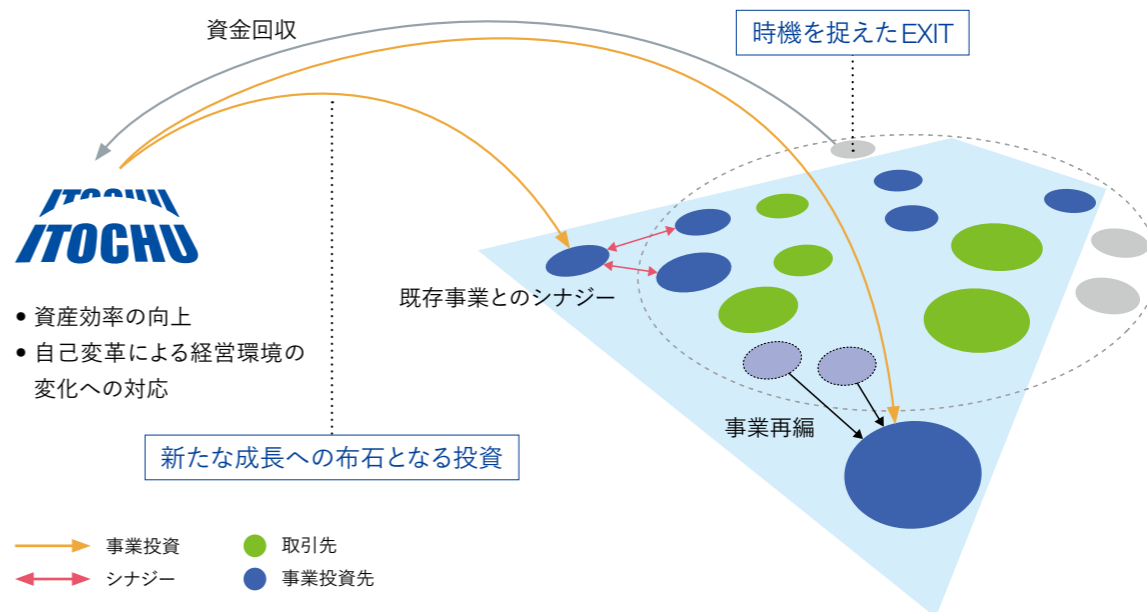 資金回収
時機を捉えたEXIT
ITOCHU
ITOCHU
既存事業とのシナジー
• 資産効率の向上
• 自己変革による経営環境の
変化への対応
事業再編
新たな成長への布石となる投資
事業投資
取引先
シナジー
事業投資先